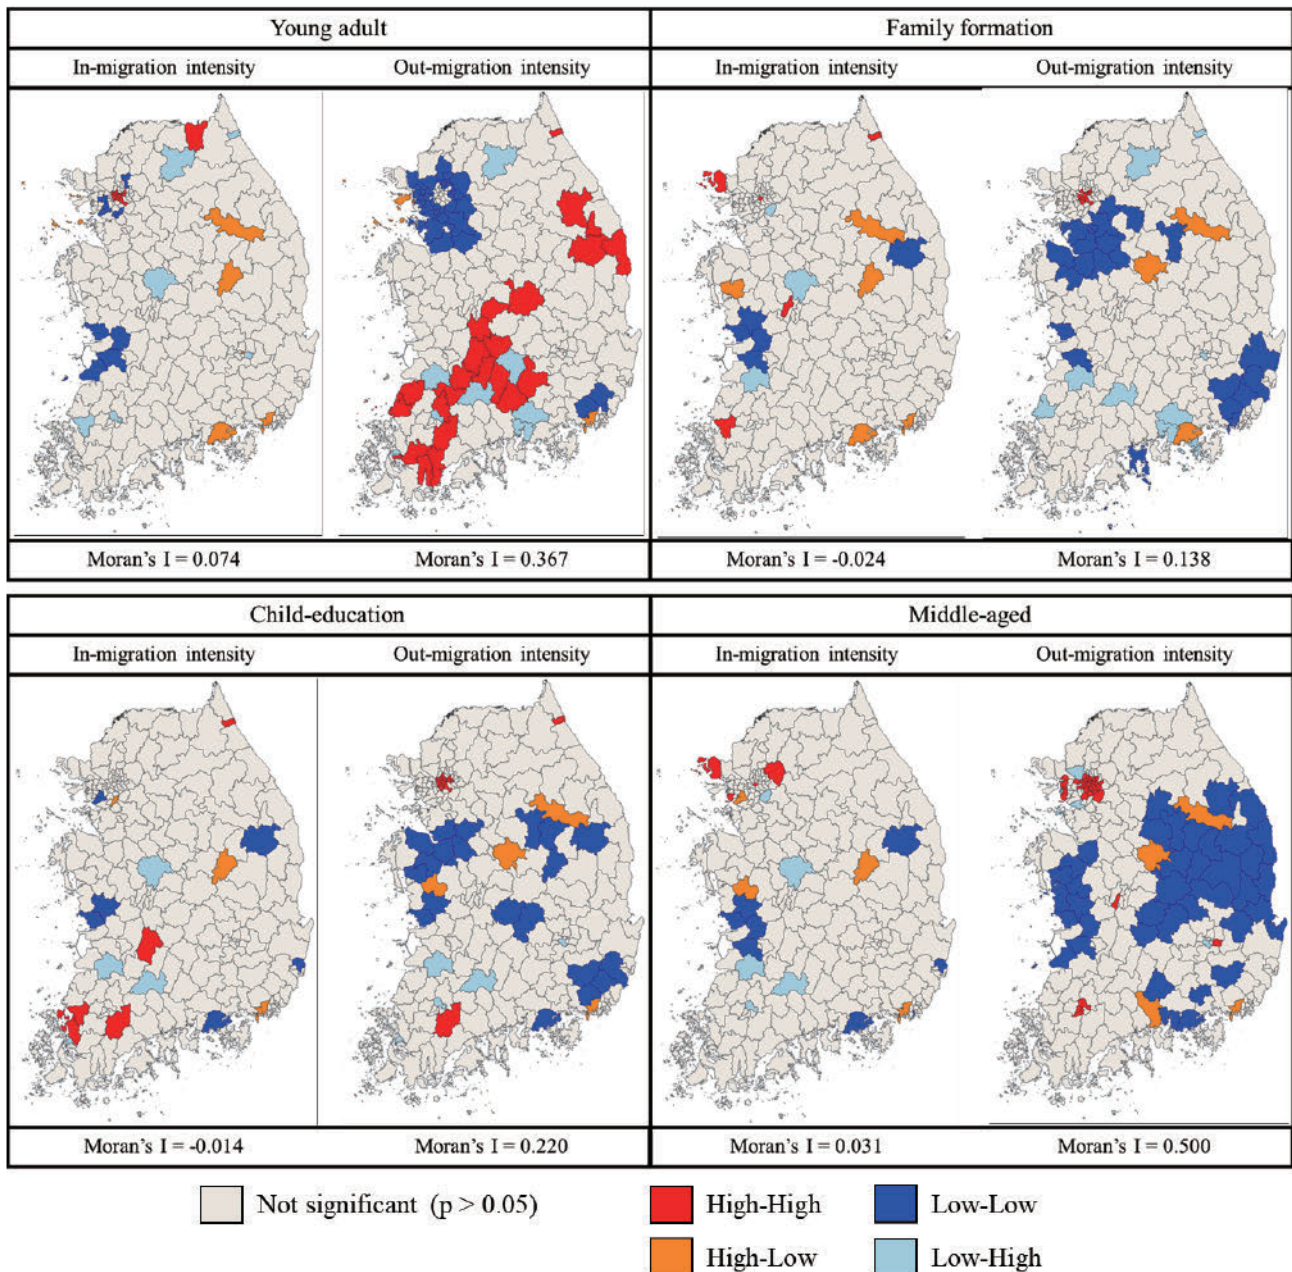 Young adult
Family formation
In-migration intensity
Out-migration intensity
In-migration intensity
Out-migration intensity
Moran's I = 0.074
Moran's I = 0.367
Moran's I = -0.024
Moran's I = 0.138
Child-education
Middle-aged
In-migration intensity
Out-migration intensity
In-migration intensity
Out-migration intensity
Moran's I = -0.014
Moran's I = 0.220
Moran's I = 0.031
Moran's I = 0.500
Not significant (p > 0.05)
High-High
Low-Low
High-Low
Low-High